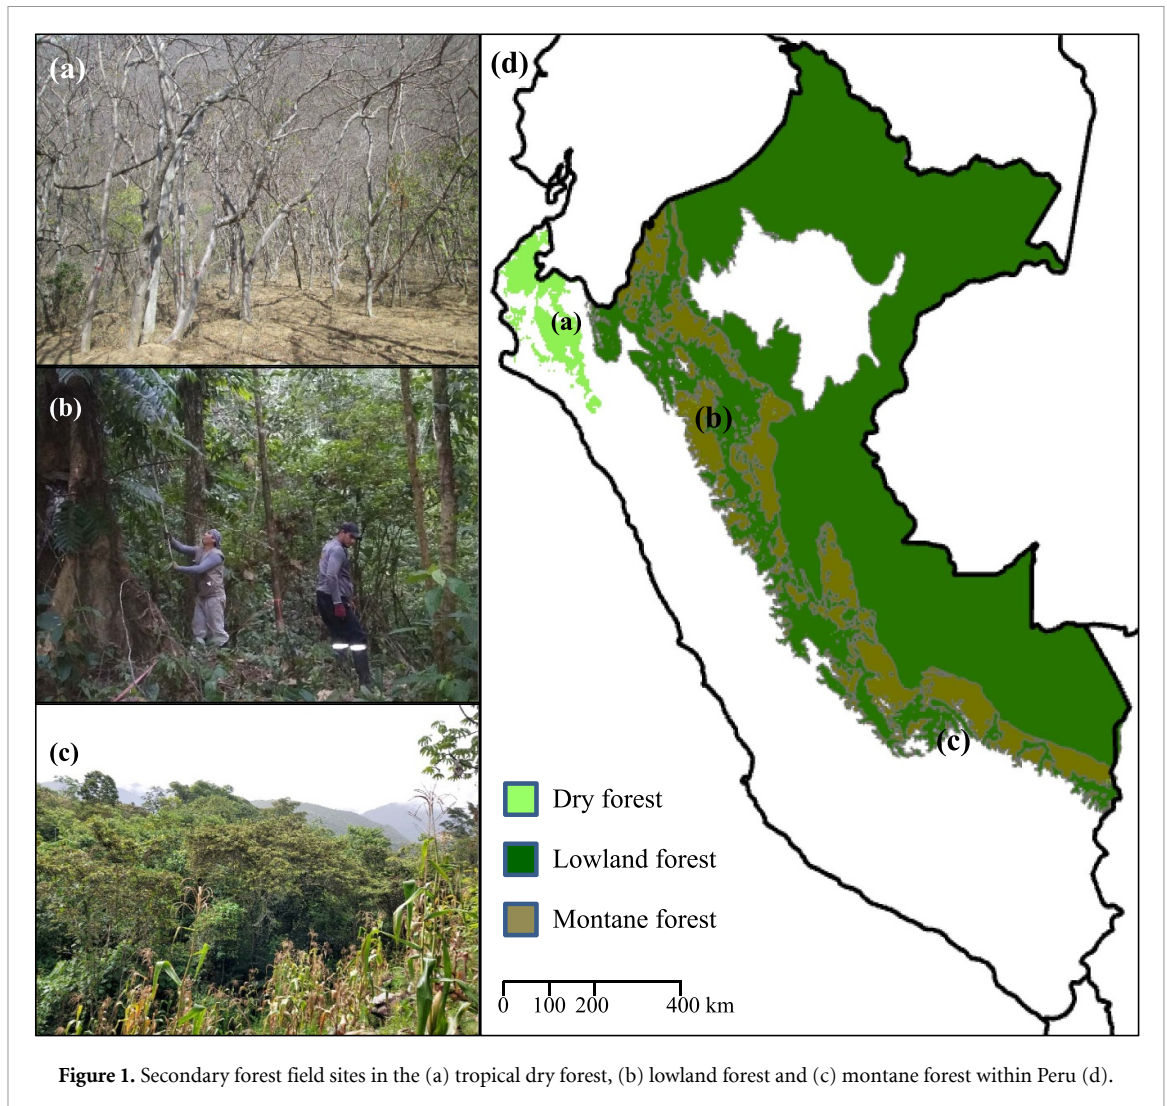 (a)
(b)
(c)
(d)
(a)
(b)
(c)
Dry forest
Lowland forest
Montane forest
0 100 200 400 km
Figure 1. Secondary forest field sites in the (a) tropical dry forest, (b) lowland forest and (c) montane forest within Peru (d).